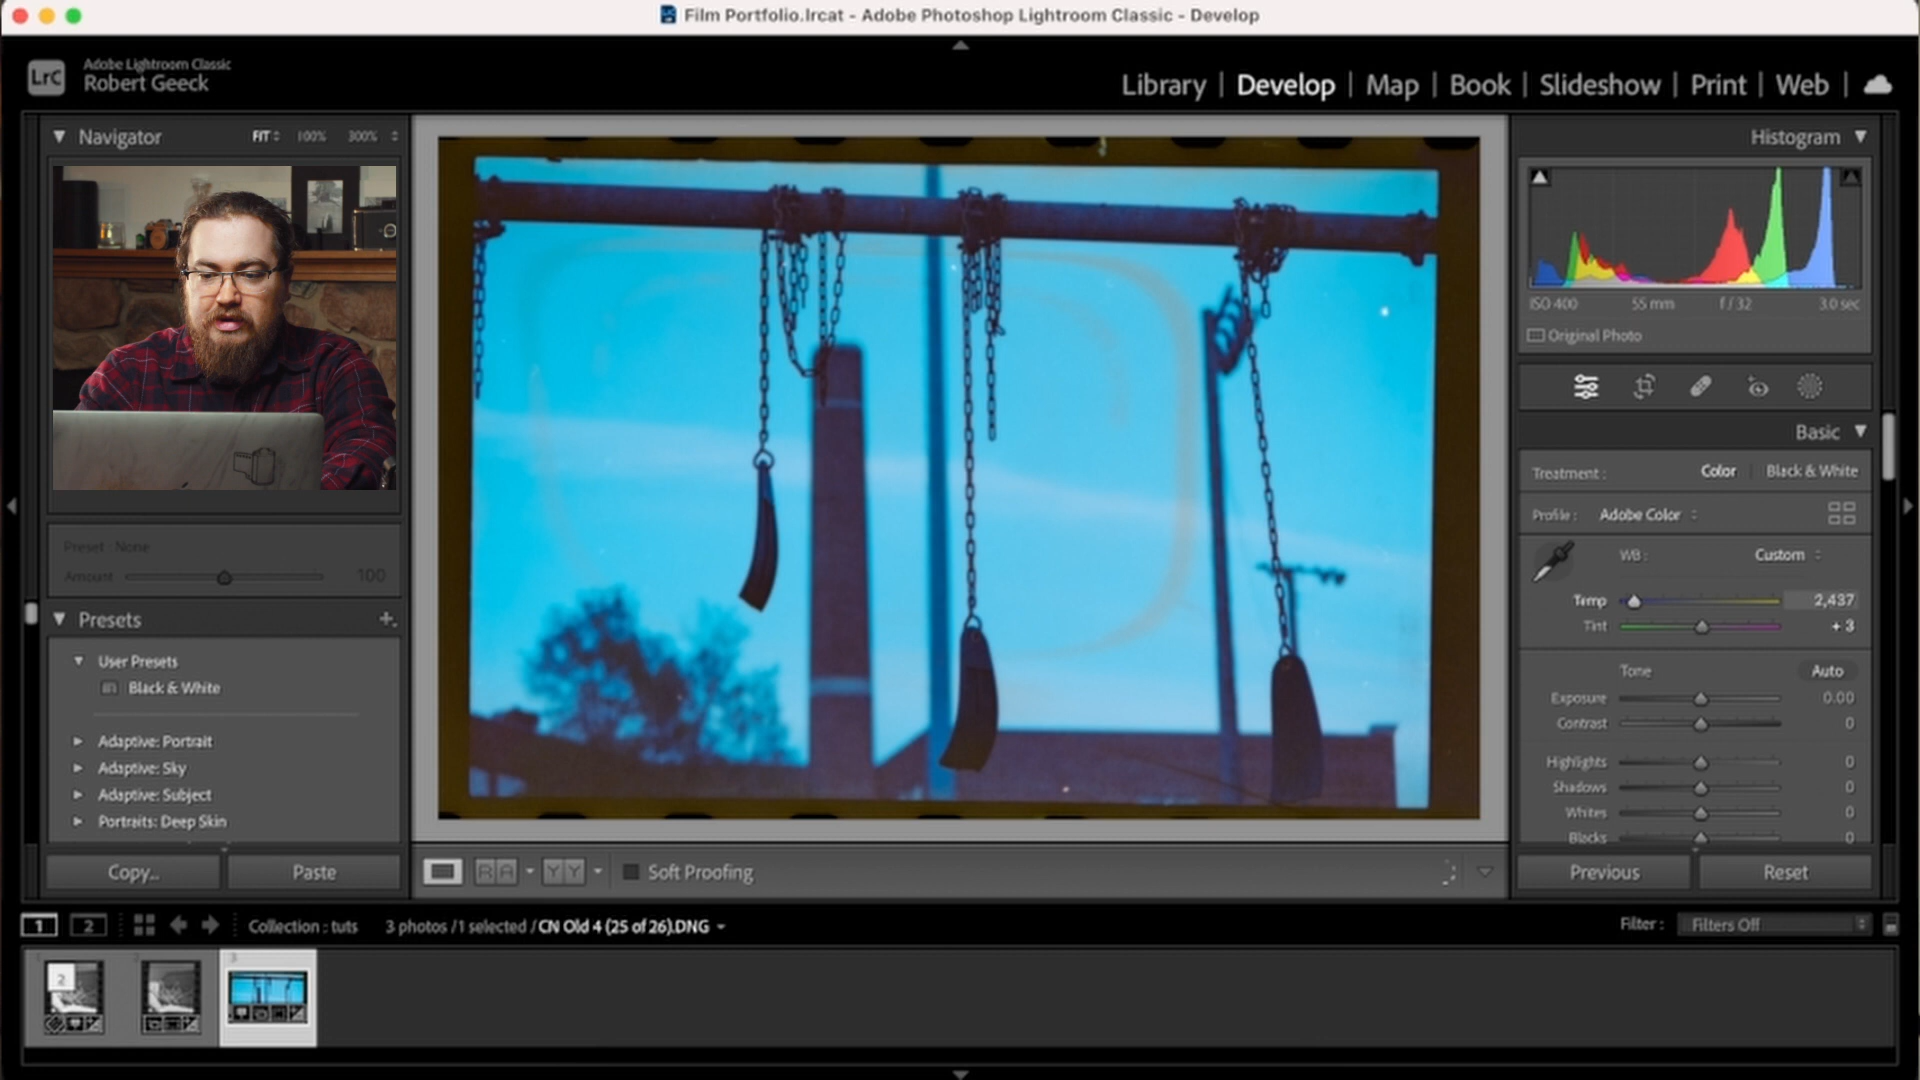 Film Portfolio.lrcat - Adobe Photoshop Lightroom Classic - Develop
LrC
Adobe Lightroom Classic
Robert Geeck
Library | Develop | Map | Book | Slideshow | Print | Web
Navigator FIT 100% 300%
Histogram
ISO 400 55 mm f / 32 3.0 sec
Original Photo
Basic
Treatment : Color Black & White
Profile : Adobe Color
WB : Custom
Temp 2,437
Tint + 3
Tone Auto
Exposure 0.00
Contrast 0
Highlights 0
Shadows 0
Whites 0
Blacks 0
Previous Reset
Preset : None
Amount 100
Presets
User Presets
Black & White
Adaptive: Portrait
Adaptive: Sky
Adaptive: Subject
Portraits: Deep Skin
Copy... Paste
R A Y Y Soft Proofing
1 2 Collection : tuts 3 photos / 1 selected / CN Old 4 (25 of 26).DNG
Filter : Filters Off
1 2 3
2